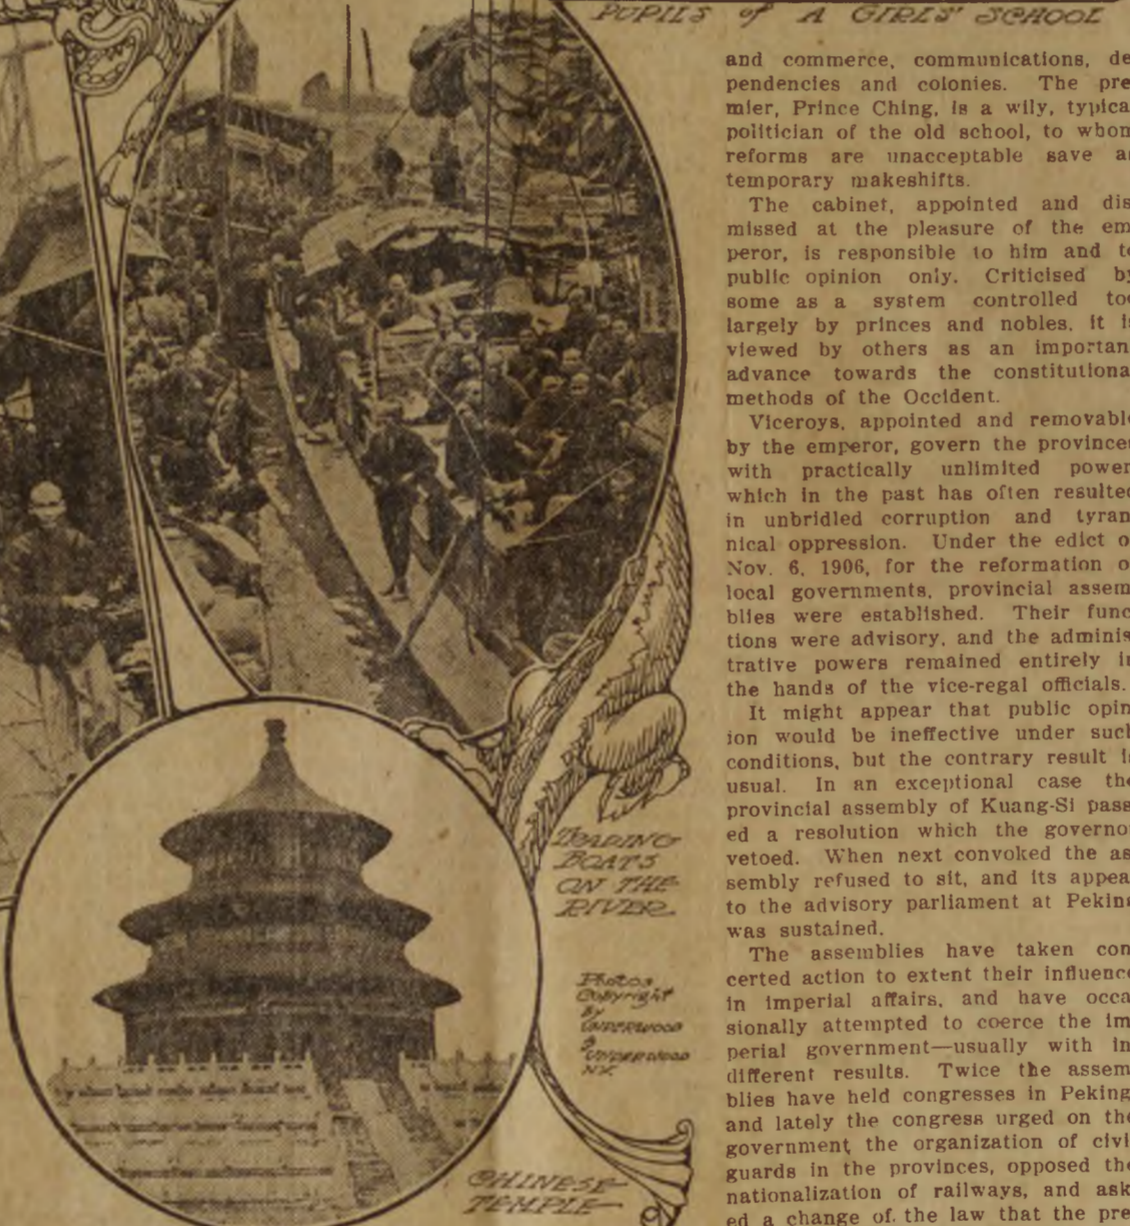 PUPILS of A GIRLS' SCHOOL
and commerce, communications, de
pendencies and colonies. The pre
mier, Prince Ching, is a wily, typica
politician of the old school, to whom
reforms are unacceptable save a
temporary makeshifts.
The cabinet, appointed and dis
missed at the pleasure of the em
peror, is responsible to him and t
public opinion only. Criticised by
some as a system controlled too
largely by princes and nobles, it i
viewed by others as an importan
advance towards the constitutiona
methods of the Occident.
Viceroys, appointed and removabl
by the emperor, govern the province
with practically unlimited power
which in the past has often resulted
in unbridled corruption and tyran
nical oppression. Under the edict o
Nov. 6, 1906, for the reformation o
local governments, provincial assem
blies were established. Their func
tions were advisory, and the adminis
trative powers remained entirely in
the hands of the vice-regal officials.
It might appear that public opin
ion would be ineffective under such
conditions, but the contrary result i
usual. In an exceptional case the
provincial assembly of Kuang-Si pass
ed a resolution which the governo
vetoed. When next convoked the as
sembly refused to sit, and its appea
to the advisory parliament at Peking
was sustained.
The assemblies have taken con
certed action to extent their influence
in imperial affairs, and have occa
sionally attempted to coerce the im
perial government—usually with in
different results. Twice the assem
blies have held congresses in Peking
and lately the congress urged on the
government the organization of civi
guards in the provinces, opposed the
nationalization of railways, and ask
ed a change of the law that the pre
TRADING
BOATS
ON THE
RIVER.
Photos
Copyright
By
UNDERWOOD
&
UNDERWOOD
N.Y.
CHINESE
TEMPLE